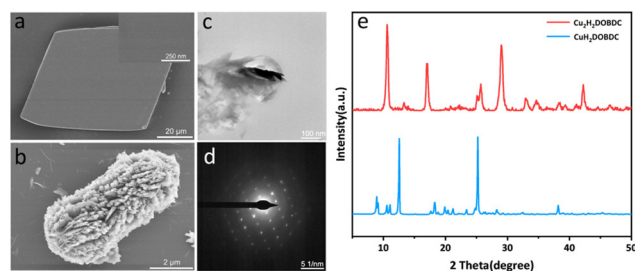 a
250 nm
20 µm
b
2 µm
c
100 nm
d
5 1/nm
e
Cu₂H₂DOBDC
CuH₂DOBDC
Intensity(a.u.)
10 20 30 40 50
2 Theta(degree)